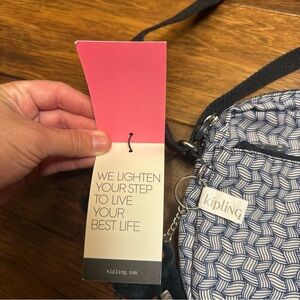 WE LIGHTEN
YOUR STEP
TO LIVE
YOUR
BEST LIFE
kipling.com
kipling